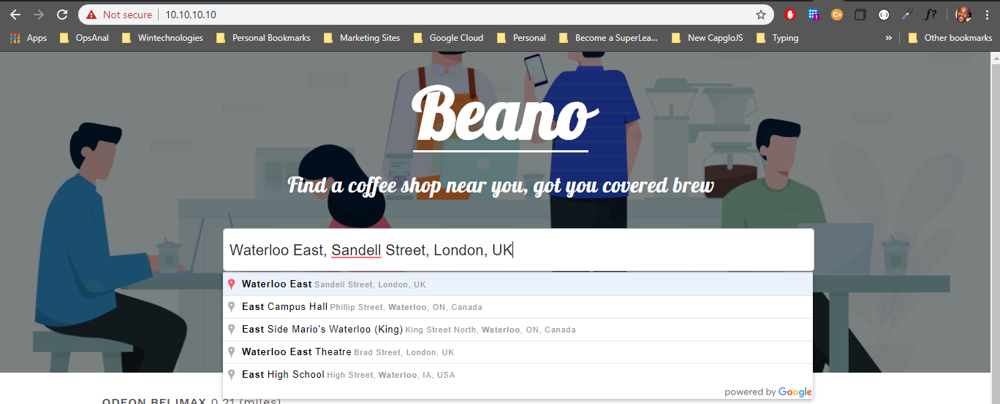 Not secure 10.10.10.10
Apps OpsAnal Wintechnologies Personal Bookmarks Marketing Sites Google Cloud Personal Become a SuperLea... New CapgloJS Typing » Other bookmarks
Beano
Find a coffee shop near you, got you covered brew
Waterloo East, Sandell Street, London, UK
Waterloo East Sandell Street, London, UK
East Campus Hall Phillip Street, Waterloo, ON, Canada
East Side Mario's Waterloo (King) King Street North, Waterloo, ON, Canada
Waterloo East Theatre Brad Street, London, UK
East High School High Street, Waterloo, IA, USA
powered by Google
ODEON BELIMAX 0.21 (miles)